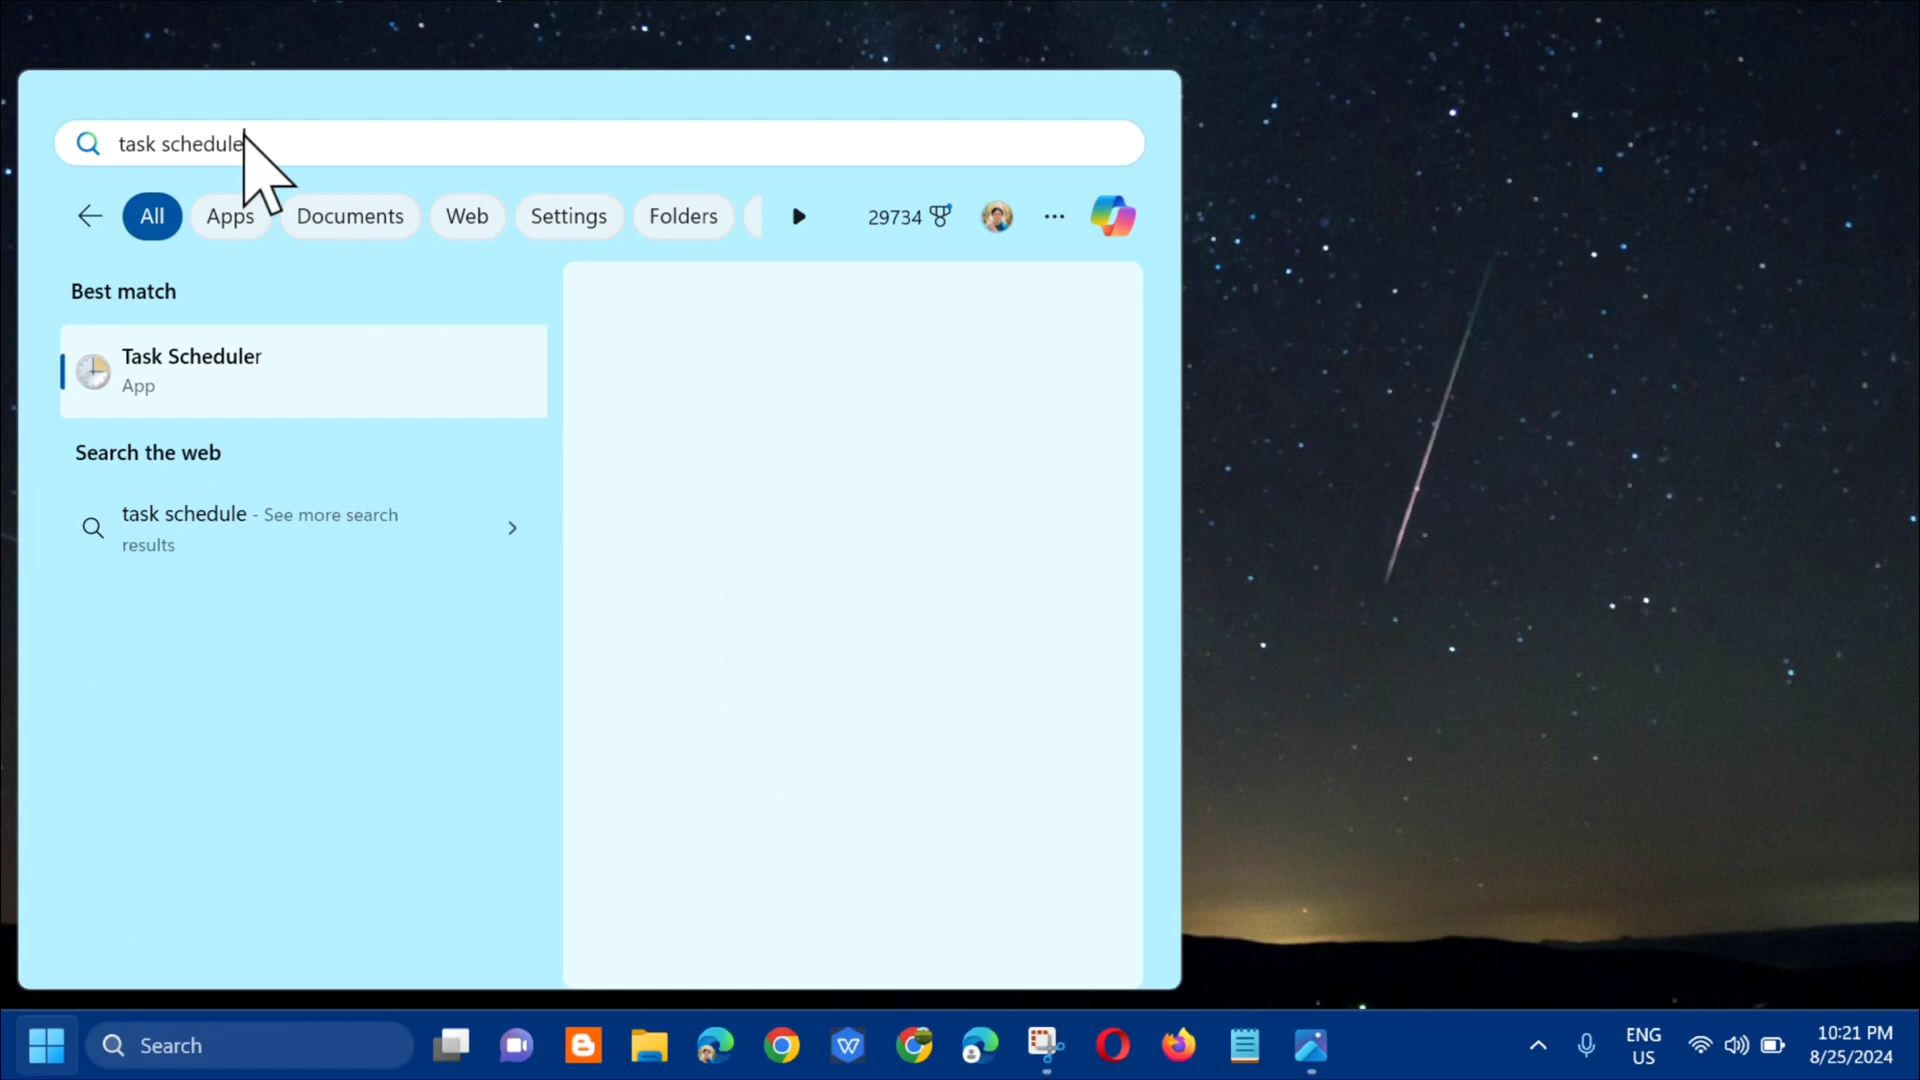 task schedule
All
Apps
Documents
Web
Settings
Folders
29734
Best match
Task Scheduler
App
Search the web
task schedule - See more search
results
Search
ENG
US
10:21 PM
8/25/2024